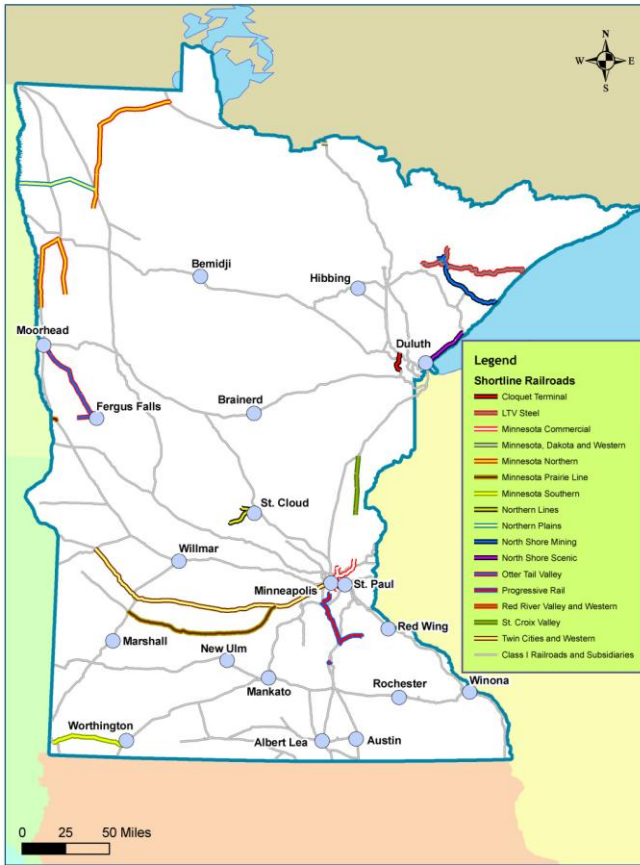 N
W E
S
Bemidji
Hibbing
Moorhead
Duluth
Fergus Falls
Brainerd
St. Cloud
Willmar
Minneapolis
St. Paul
Red Wing
Marshall
New Ulm
Mankato
Rochester
Winona
Worthington
Albert Lea
Austin
Legend
Shortline Railroads
Cloquet Terminal
LTV Steel
Minnesota Commercial
Minnesota, Dakota and Western
Minnesota Northern
Minnesota Prairie Line
Minnesota Southern
Northern Lines
Northern Plains
North Shore Mining
North Shore Scenic
Otter Tail Valley
Progressive Rail
Red River Valley and Western
St. Croix Valley
Twin Cities and Western
Class I Railroads and Subsidiaries
0 25 50 Miles